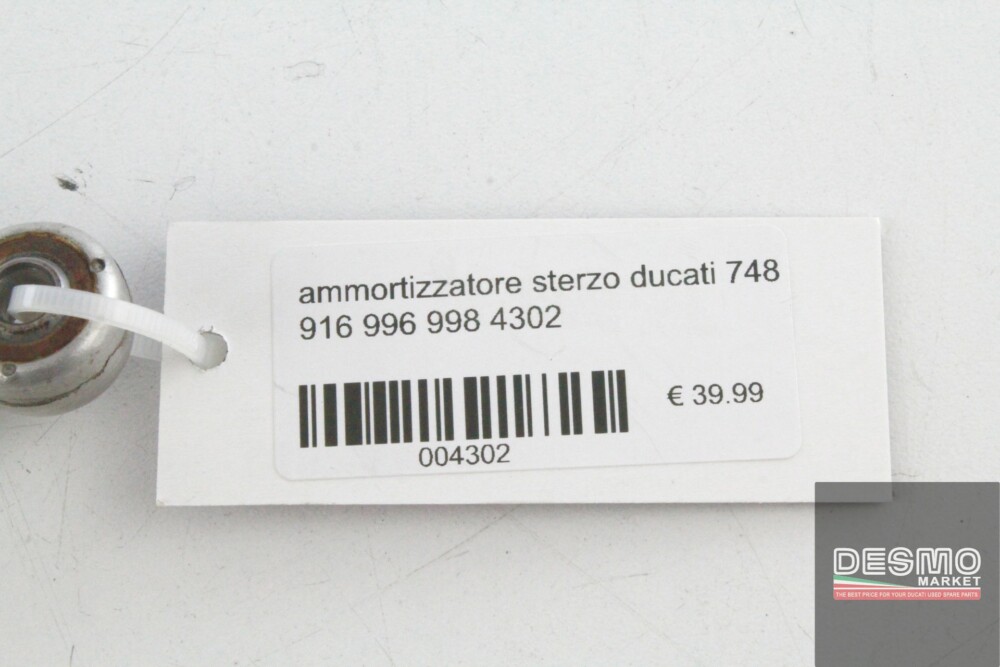 ammortizzatore sterzo ducati 748
916 996 998 4302
€ 39.99
004302
DESMO
MARKET
THE BEST PRICE FOR YOUR DUCATI USED SPARE PARTS